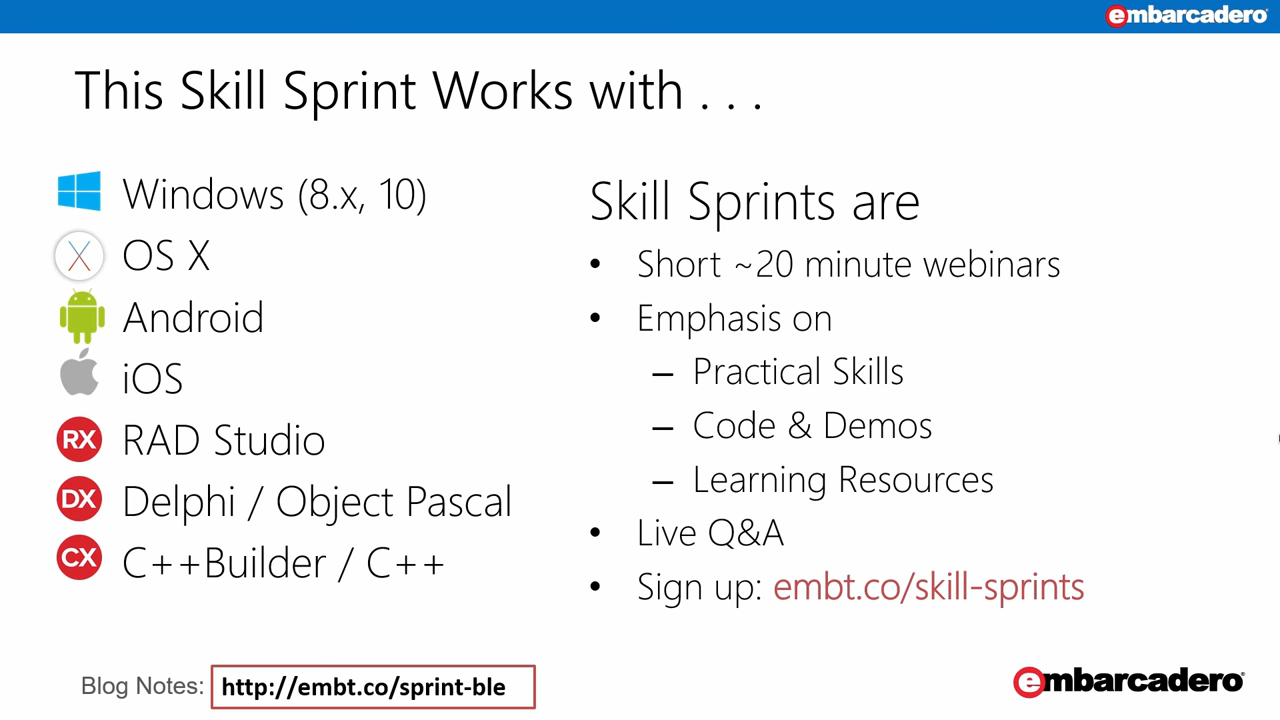 embarcadero
This Skill Sprint Works with . . .
Windows (8.x, 10)
OS X
Android
iOS
RX RAD Studio
DX Delphi / Object Pascal
CX C++Builder / C++
Skill Sprints are
• Short ~20 minute webinars
• Emphasis on
– Practical Skills
– Code & Demos
– Learning Resources
• Live Q&A
• Sign up: embt.co/skill-sprints
Blog Notes: http://embt.co/sprint-ble
embarcadero